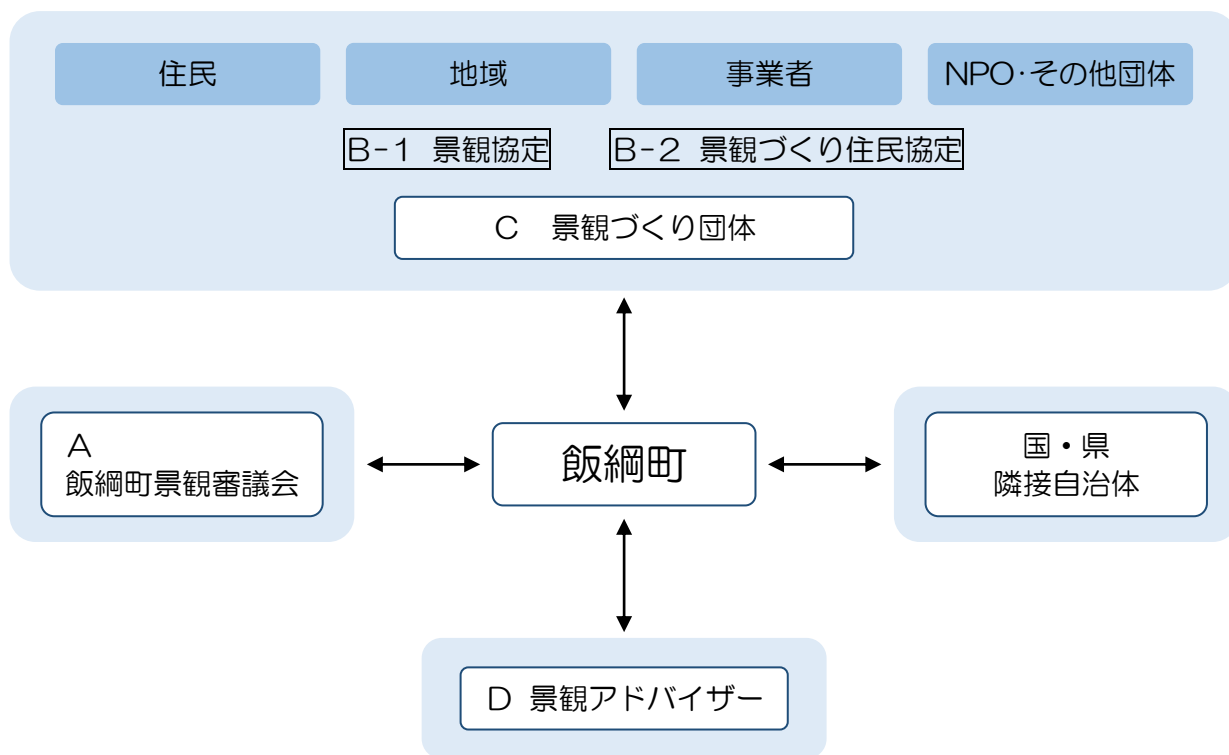 住民 地域 事業者 NPO・その他団体
B-1 景観協定 B-2 景観づくり住民協定
C 景観づくり団体
A
飯綱町景観審議会
飯綱町
国・県
隣接自治体
D 景観アドバイザー